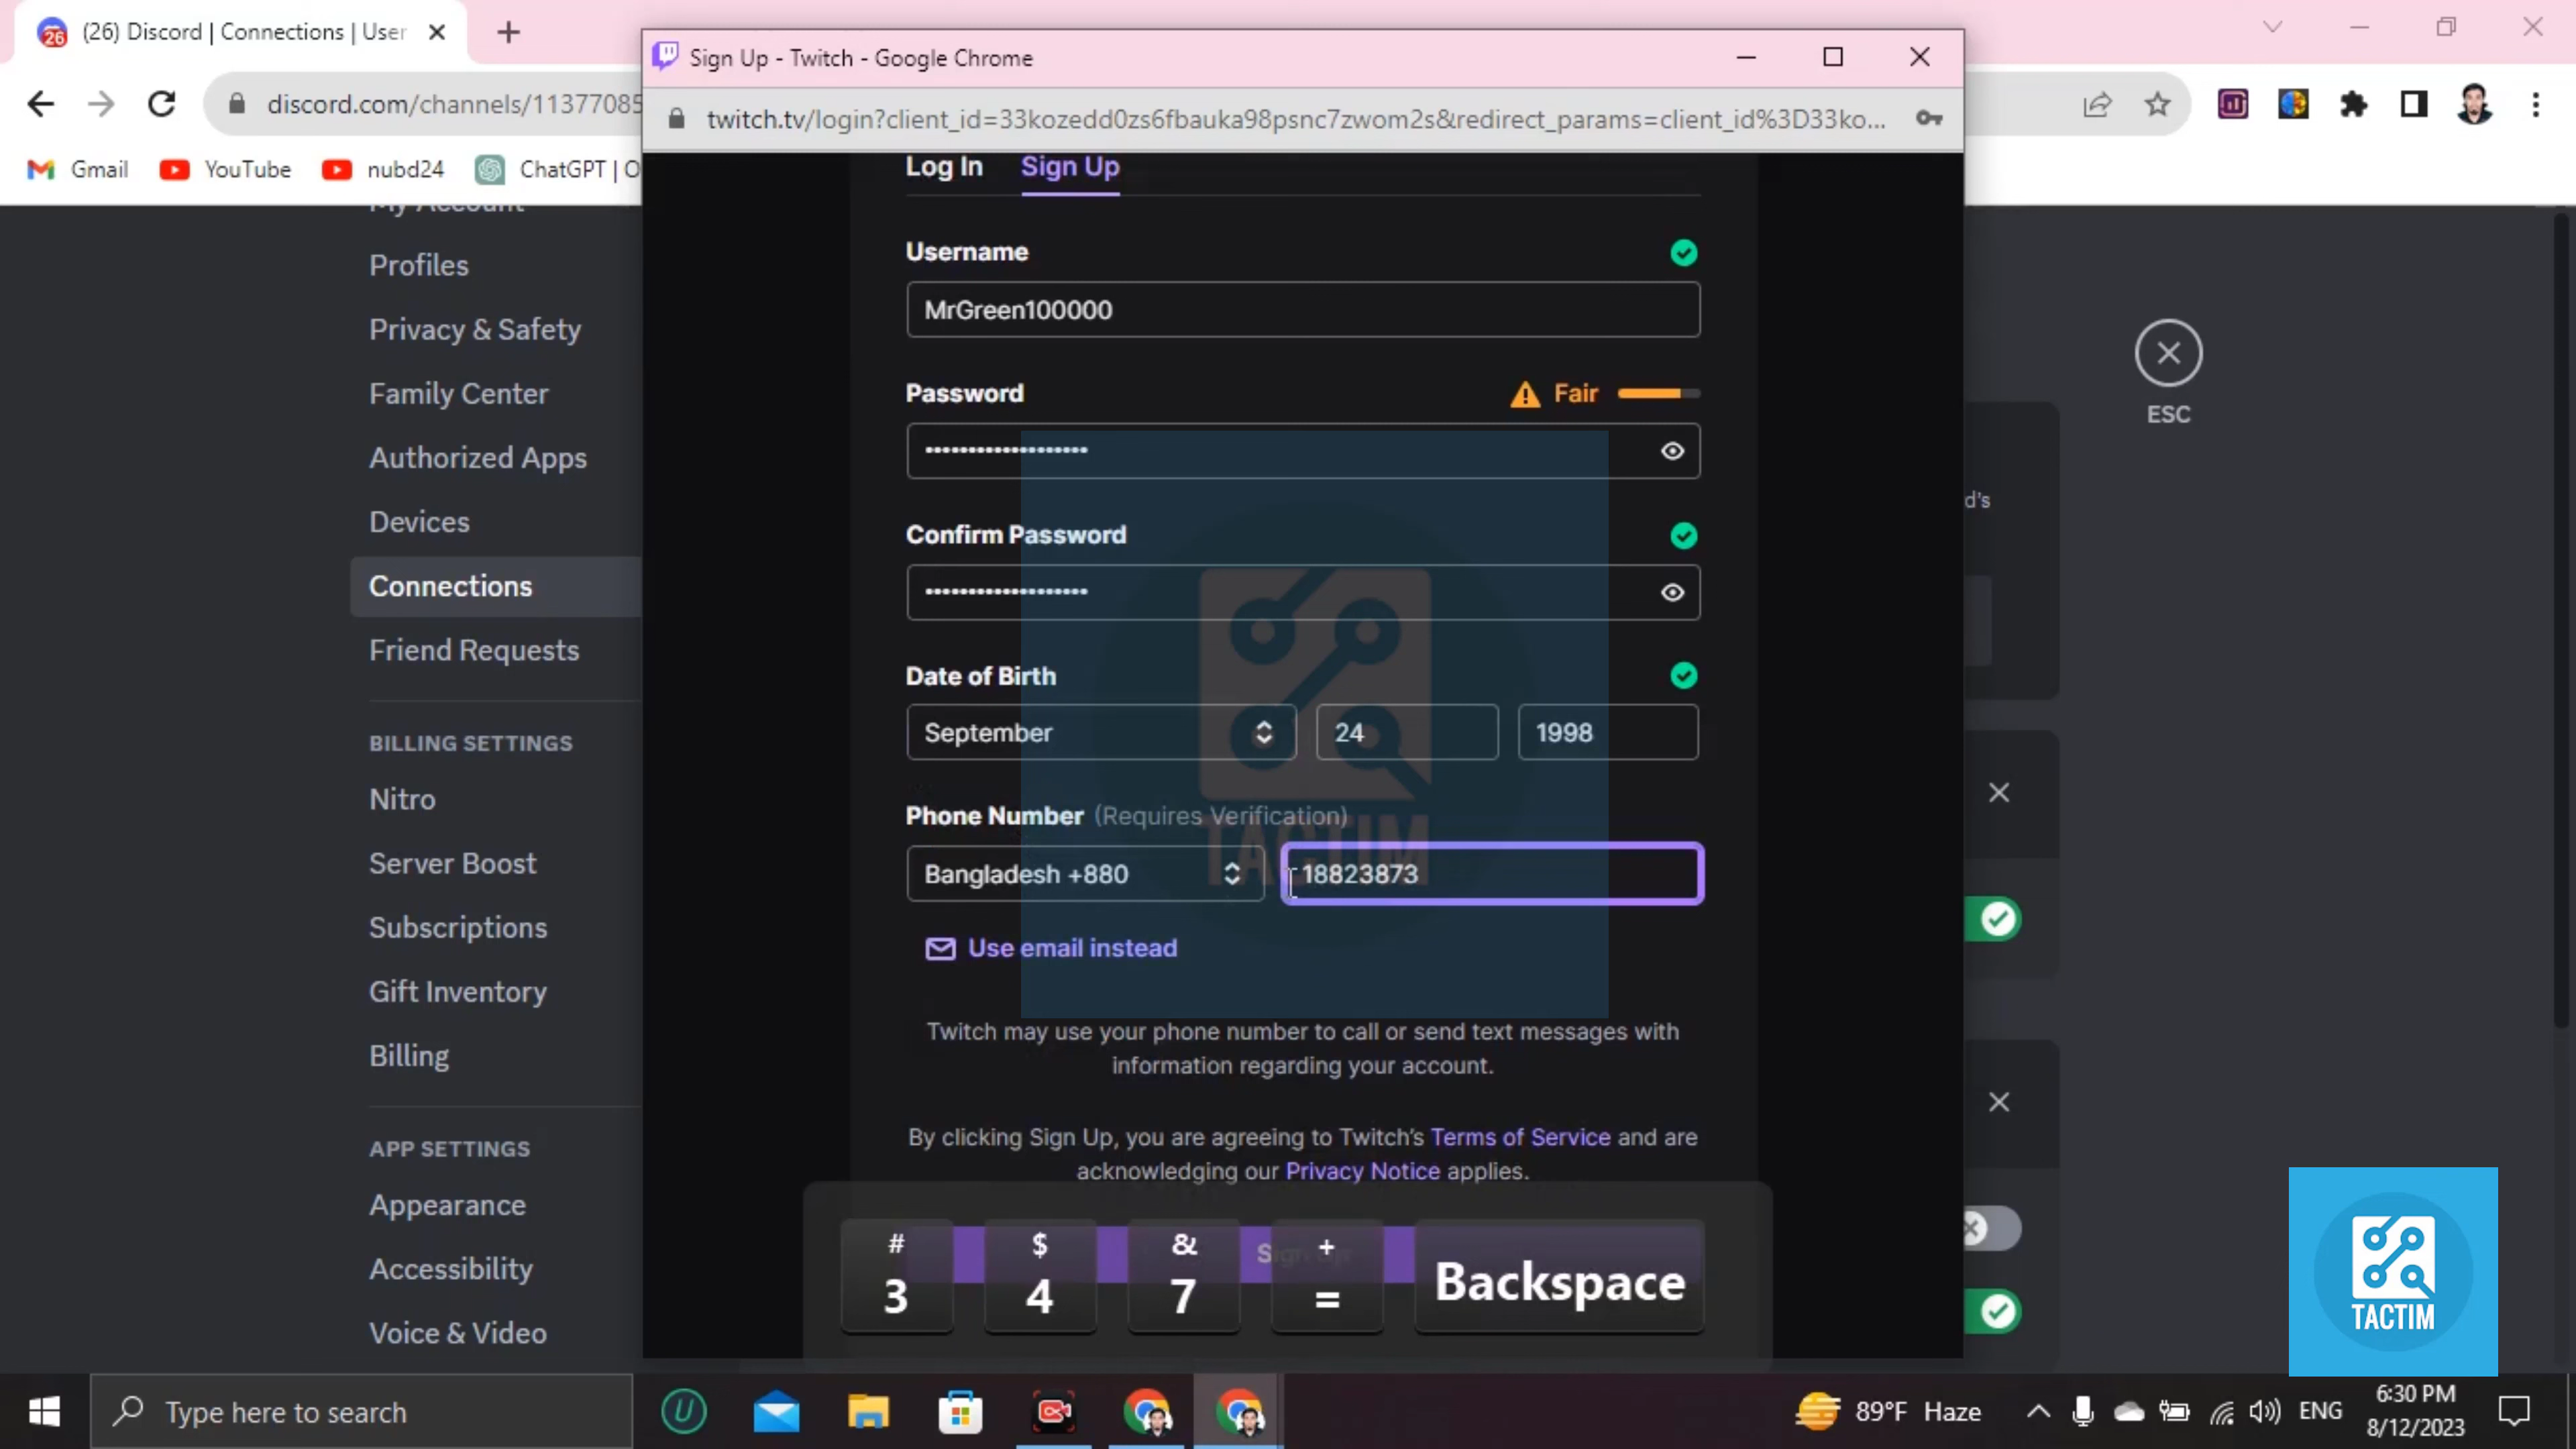 (26) Discord | Connections | User
Sign Up - Twitch - Google Chrome
discord.com/channels/11377085
twitch.tv/login?client_id=33kozedd0zs6fbauka98psnc7zwom2s&redirect_params=client_id%3D33ko...
Gmail
YouTube
nubd24
ChatGPT | O
My Account
Profiles
Privacy & Safety
Family Center
Authorized Apps
Devices
Connections
Friend Requests
BILLING SETTINGS
Nitro
Server Boost
Subscriptions
Gift Inventory
Billing
APP SETTINGS
Appearance
Accessibility
Voice & Video
Log In
Sign Up
Username
MrGreen100000
Password
Fair
Confirm Password
Date of Birth
September
24
1998
Phone Number (Requires Verification)
Bangladesh +880
18823873
Use email instead
Twitch may use your phone number to call or send text messages with
information regarding your account.
By clicking Sign Up, you are agreeing to Twitch's Terms of Service and are
acknowledging our Privacy Notice applies.
# $ & +
3 4 7 = Backspace
TACTIM
ESC
d's
TACTIM
Type here to search
89°F Haze
ENG
6:30 PM
8/12/2023